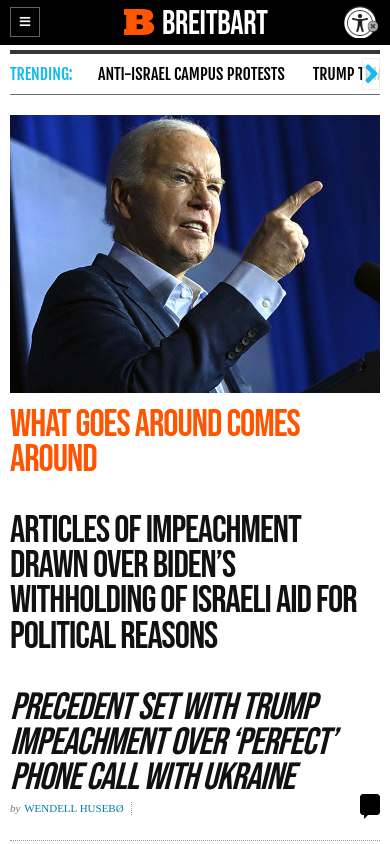 BREITBART
TRENDING: ANTI-ISRAEL CAMPUS PROTESTS TRUMP
WHAT GOES AROUND COMES
AROUND
ARTICLES OF IMPEACHMENT
DRAWN OVER BIDEN'S
WITHHOLDING OF ISRAELI AID FOR
POLITICAL REASONS
PRECEDENT SET WITH TRUMP
IMPEACHMENT OVER ‘PERFECT’
PHONE CALL WITH UKRAINE
by WENDELL HUSEBØ